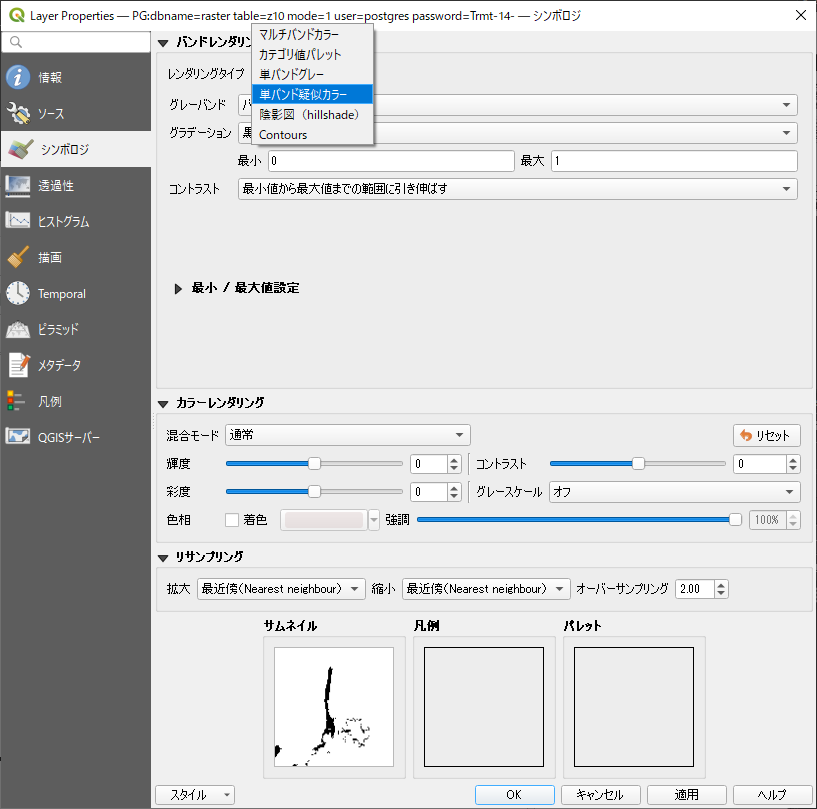 Layer Properties — PG:dbname=raster table=z10 mode=1 user=postgres password=Trmt-14- — シンボロジ
情報
ソース
シンボロジ
透過性
ヒストグラム
描画
Temporal
ピラミッド
メタデータ
凡例
QGISサーバー
バンドレンダリン
レンダリングタイプ
マルチバンドカラー
カテゴリ値パレット
単バンドグレー
単バンド疑似カラー
陰影図（hillshade）
Contours
グレーバンド
グラデーション 黒
最小 0 最大 1
コントラスト 最小値から最大値までの範囲に引き伸ばす
最小 / 最大値設定
カラーレンダリング
混合モード 通常 リセット
輝度 0 コントラスト 0
彩度 0 グレースケール オフ
色相 着色 強調 100%
リサンプリング
拡大 最近傍(Nearest neighbour) 縮小 最近傍(Nearest neighbour) オーバーサンプリング 2.00
サムネイル 凡例 パレット
スタイル OK キャンセル 適用 ヘルプ